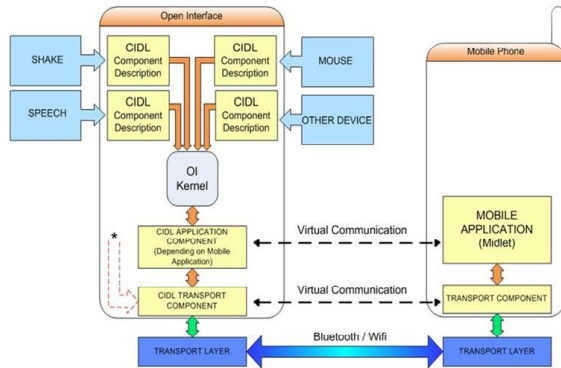 Open Interface
Mobile Phone
SHAKE
CIDL
Component
Description
CIDL
Component
Description
MOUSE
SPEECH
CIDL
Component
Description
CIDL
Component
Description
OTHER DEVICE
OI
Kernel
*
CIDL APPLICATION
COMPONENT
(Depending on Mobile
Application)
Virtual Communication
MOBILE
APPLICATION
(Midlet)
CIDL TRANSPORT
COMPONENT
Virtual Communication
TRANSPORT COMPONENT
Bluetooth / Wifi
TRANSPORT LAYER
TRANSPORT LAYER